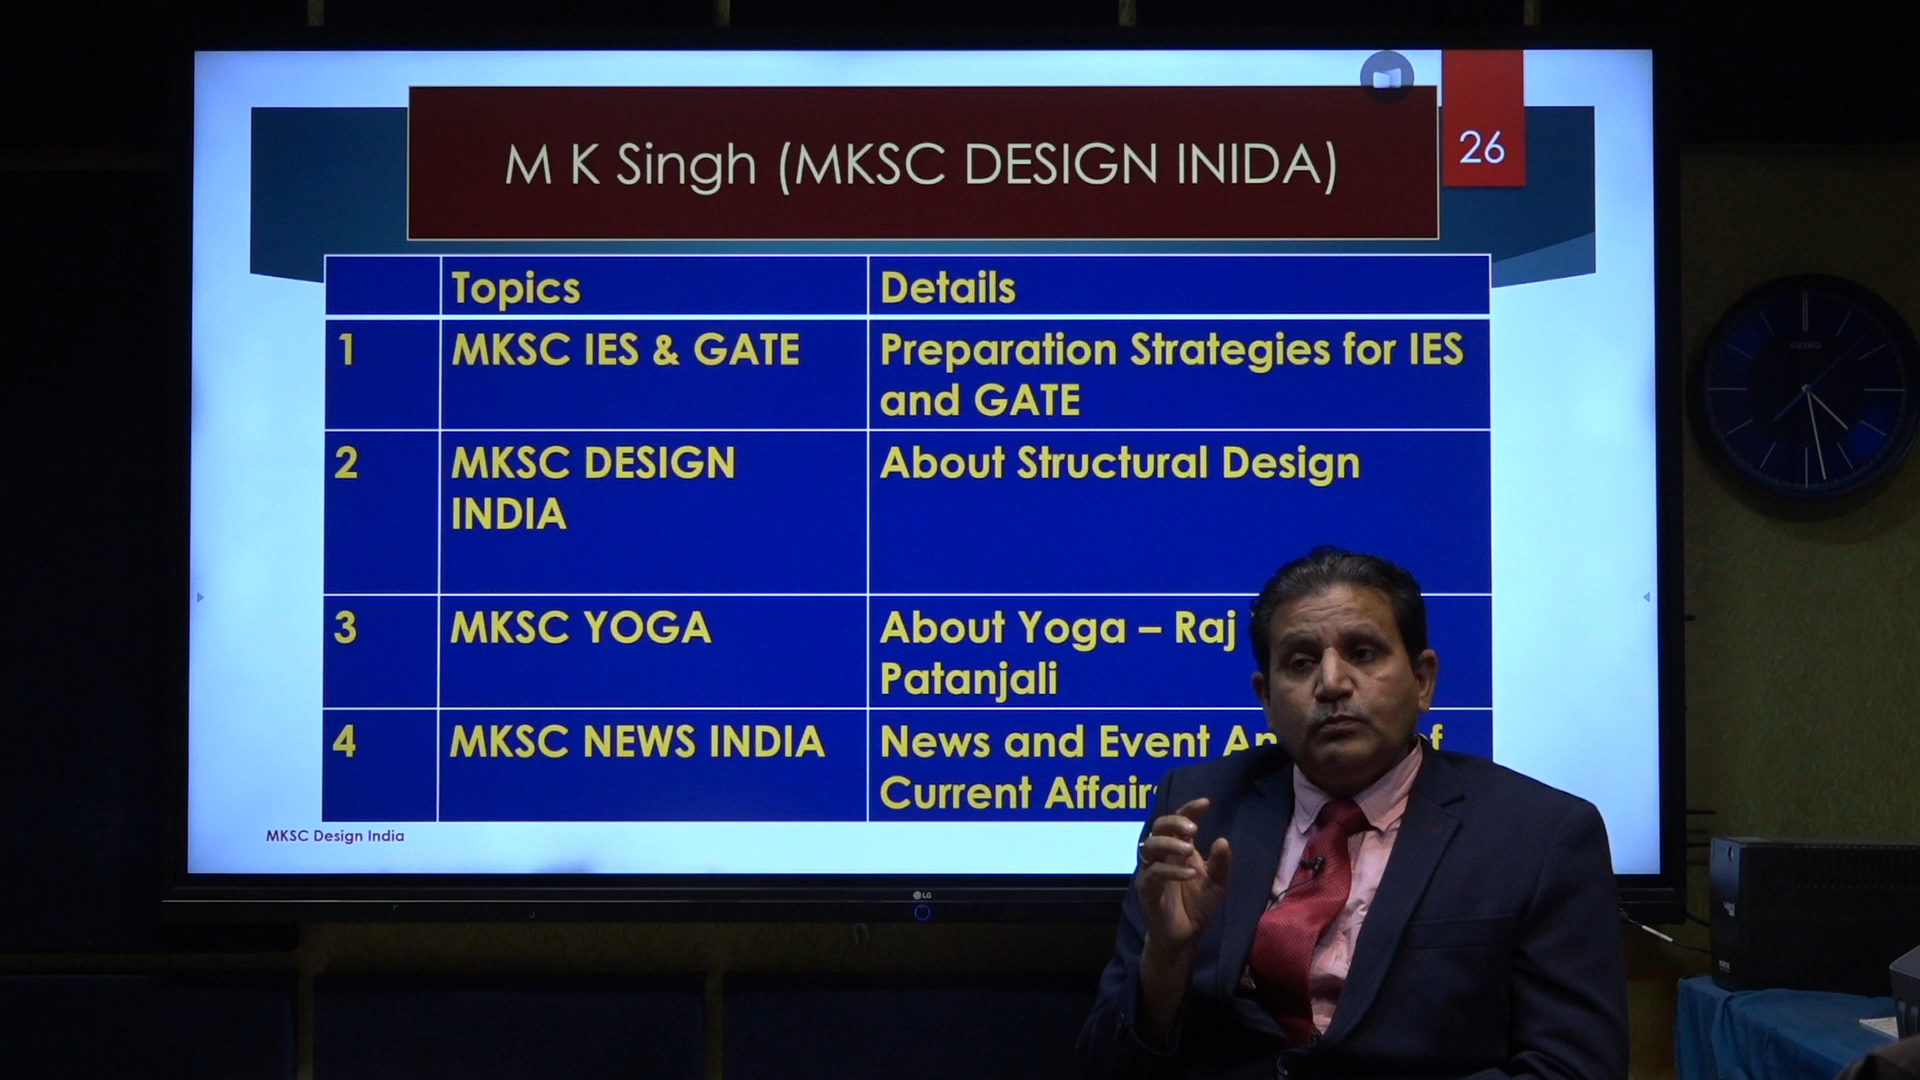 M K Singh (MKSC DESIGN INIDA)
26
Topics
Details
1
MKSC IES & GATE
Preparation Strategies for IES
and GATE
2
MKSC DESIGN
INDIA
About Structural Design
3
MKSC YOGA
About Yoga – Raj
Patanjali
4
MKSC NEWS INDIA
News and Event
Current
MKSC Design India
LG
SEIKO